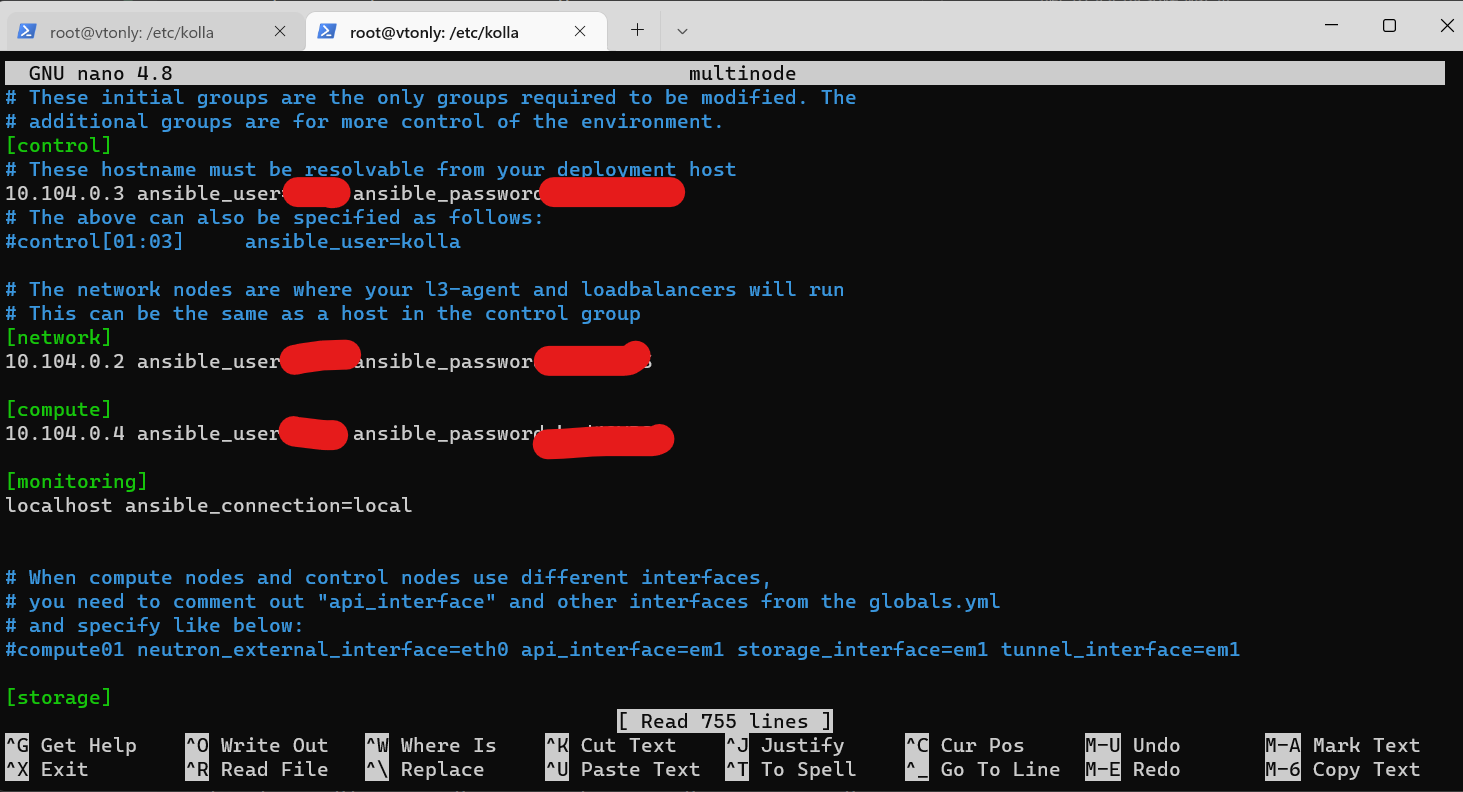 root@vtonly: /etc/kolla
root@vtonly: /etc/kolla
GNU nano 4.8 multinode
# These initial groups are the only groups required to be modified. The
# additional groups are for more control of the environment.
[control]
# These hostname must be resolvable from your deployment host
10.104.0.3 ansible_user= ansible_password
# The above can also be specified as follows:
#control[01:03] ansible_user=kolla
# The network nodes are where your l3-agent and loadbalancers will run
# This can be the same as a host in the control group
[network]
10.104.0.2 ansible_user ansible_passwor
[compute]
10.104.0.4 ansible_user ansible_password
[monitoring]
localhost ansible_connection=local
# When compute nodes and control nodes use different interfaces,
# you need to comment out "api_interface" and other interfaces from the globals.yml
# and specify like below:
#compute01 neutron_external_interface=eth0 api_interface=em1 storage_interface=em1 tunnel_interface=em1
[storage]
[ Read 755 lines ]
^G Get Help ^O Write Out ^W Where Is ^K Cut Text ^J Justify ^C Cur Pos M-U Undo M-A Mark Text
^X Exit ^R Read File ^\ Replace ^U Paste Text ^T To Spell ^_ Go To Line M-E Redo M-6 Copy Text